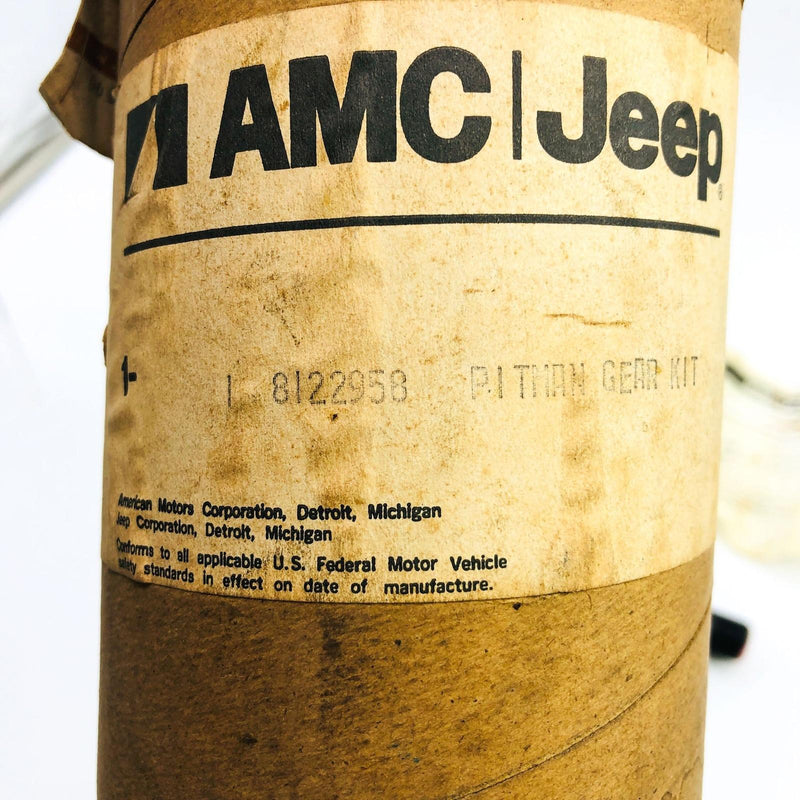 AMC|Jeep®
1- 1 8122958 PITMAN GEAR KIT
American Motors Corporation, Detroit, Michigan
Jeep Corporation, Detroit, Michigan
Conforms to all applicable U.S. Federal Motor Vehicle
safety standards in effect on date of manufacture.